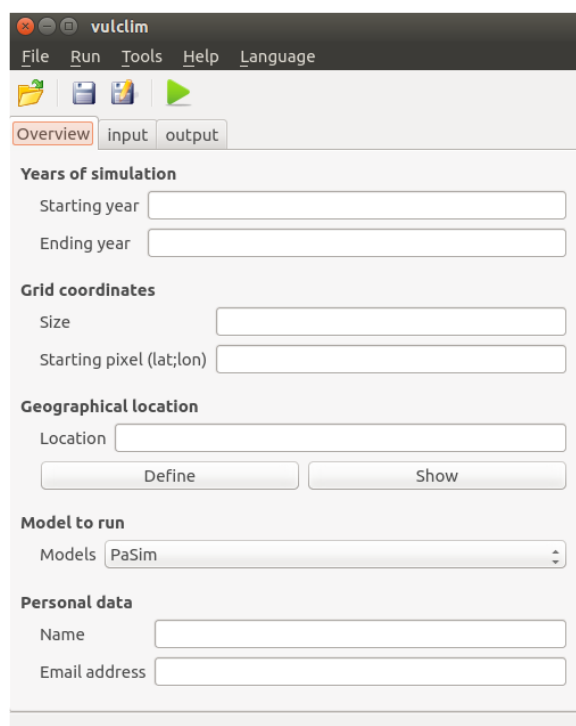 vulclim
File Run Tools Help Language
Overview input output
Years of simulation
Starting year
Ending year
Grid coordinates
Size
Starting pixel (lat;lon)
Geographical location
Location
Define Show
Model to run
Models PaSim
Personal data
Name
Email address